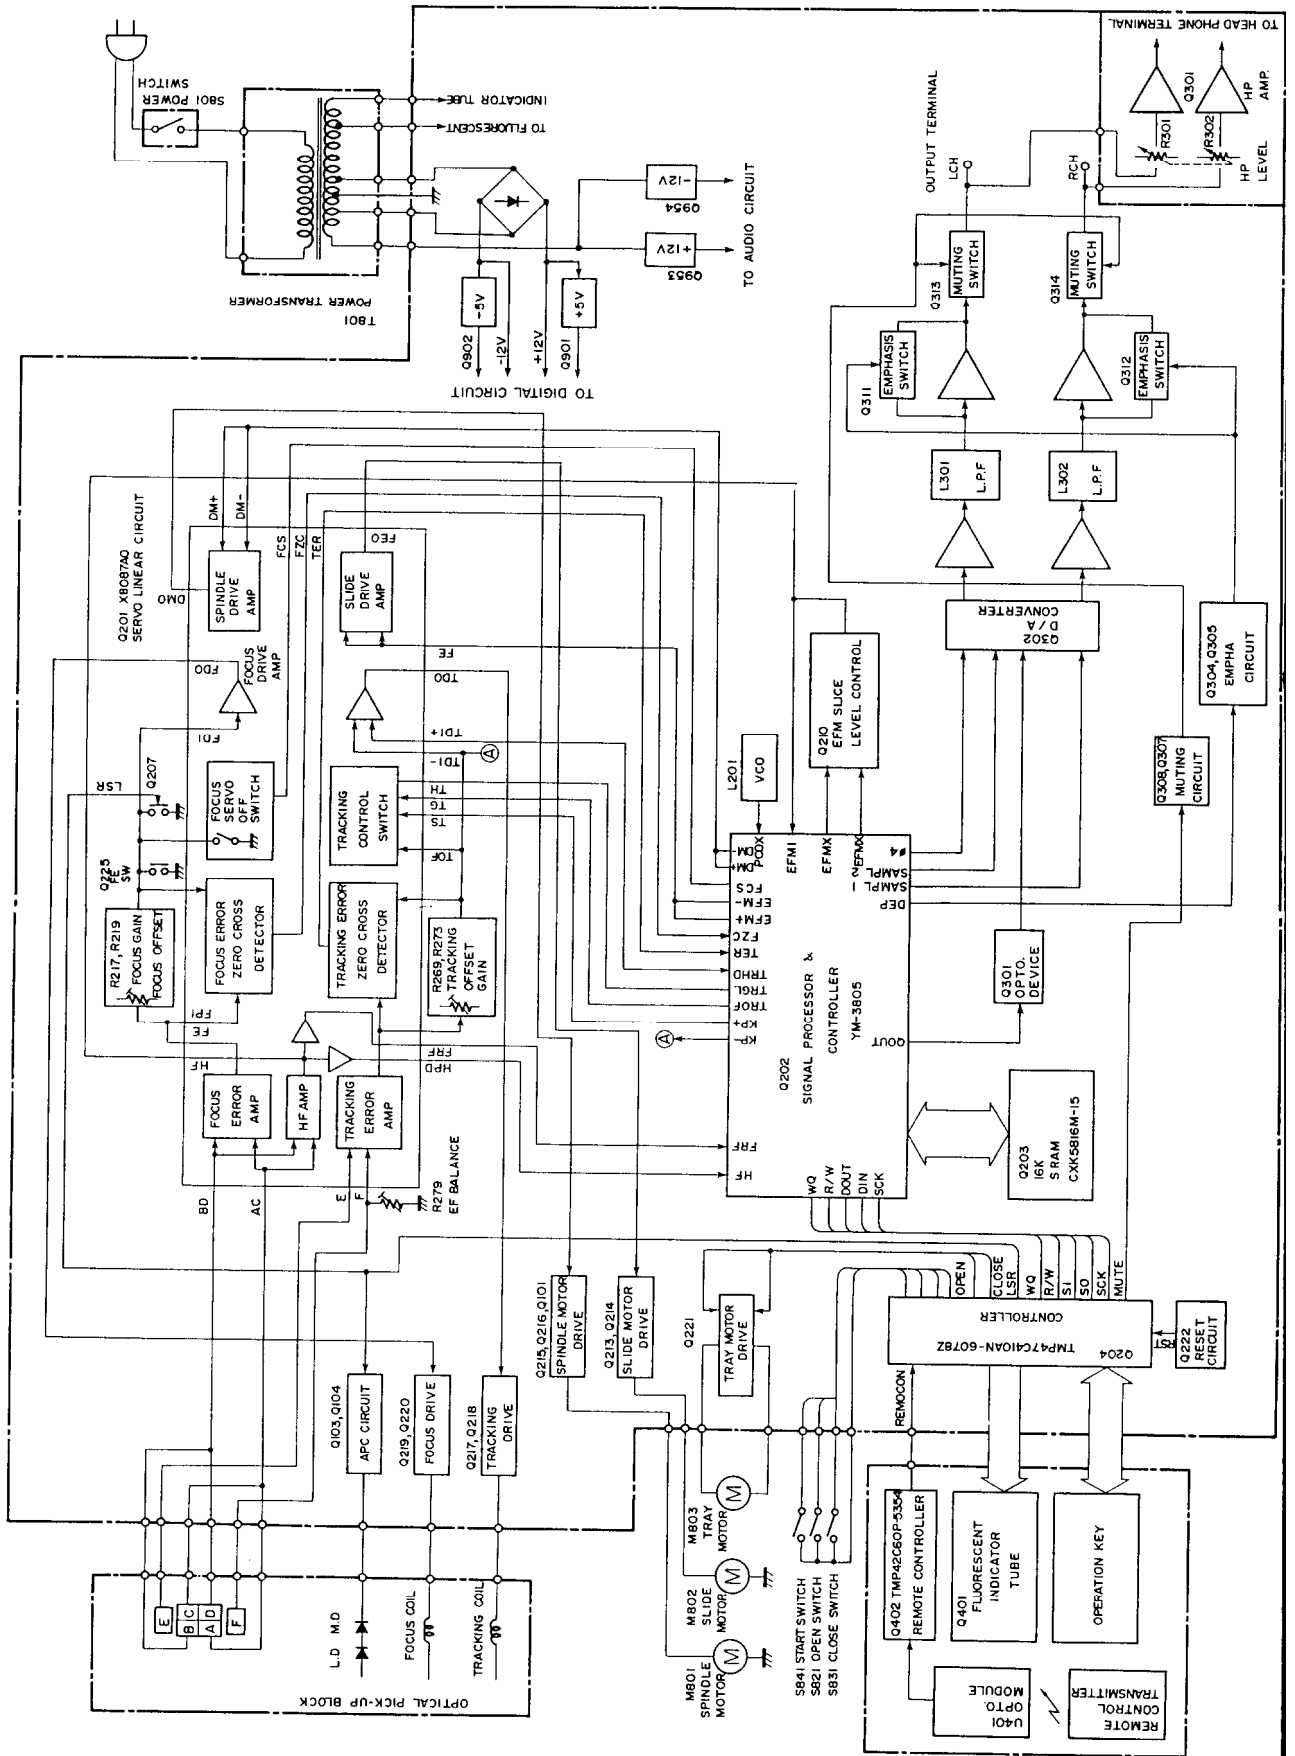 S801 POWER
SWITCH
T801
POWER TRANSFORMER
TO FLUORESCENT
INDICATOR TUBE
-5V
Q902
-12V
+12V
+5V
Q901
TO DIGITAL CIRCUIT
+12V
Q953
-12V
Q954
TO AUDIO CIRCUIT
OUTPUT TERMINAL
LCH
RCH
TO HEAD PHONE TERMINAL
R301
Q301
R302
HP
AMP.
HP
LEVEL
Q313
MUTING
SWITCH
Q314
MUTING
SWITCH
Q311
EMPHASIS
SWITCH
Q312
EMPHASIS
SWITCH
L301
L.P.F
L302
L.P.F
Q302
D/A
CONVERTER
Q304, Q305
EMPHA
CIRCUIT
Q308, Q307
MUTING
CIRCUIT
Q301
OPTO.
DEVICE
Q201 X8087A0
SERVO LINEAR CIRCUIT
SPINDLE
DRIVE
AMP
DMO
DM+
DM-
FCS
FZC
TER
FDO
FOCUS
DRIVE
AMP
FDI
LSR
Q207
FOCUS
SERVO
OFF
SWITCH
Q225
FE
SW
R217, R219
FOCUS GAIN
FOCUS OFFSET
FOCUS ERROR
ZERO CROSS
DETECTOR
FPI
FE
HF
FOCUS
ERROR
AMP
HF AMP
TRACKING
ERROR
AMP
FRF
HPD
SLIDE
DRIVE
AMP
FEO
FE
TDO
TDI+
TDI-
A
TRACKING
CONTROL
SWITCH
TH
TG
TS
TOF
TRACKING ERROR
ZERO CROSS
DETECTOR
R269, R273
TRACKING
OFFSET
GAIN
BD
AC
E
F
R279
EF BALANCE
L201
VCO
Q210
EFM SLICE
LEVEL CONTROL
Q202
SIGNAL PROCESSOR &
CONTROLLER
YM-3805
PCOX
EFMI
EFMX
EFMX
DM-
DM+
FCS
EFM-
EFM+
FZC
TER
TRHD
TRGL
TROF
KP+
KP-
A
FRF
HF
ø4
SAMPL 2
SAMPL 1
DEP
QOUT
WQ
R/W
DOUT
DIN
SCK
Q203
16K
S RAM
CXK5816M-15
OPEN
CLOSE
LSR
WQ
R/W
SI
SO
SCK
MUTE
CONTROLLER
TMP47C410AN-6078Z
Q204
RST
Q222
RESET
CIRCUIT
REMOCON
Q103, Q104
APC CIRCUIT
Q219, Q220
FOCUS DRIVE
Q217, Q218
TRACKING
DRIVE
Q215, Q216, Q101
SPINDLE MOTOR
DRIVE
Q213, Q214
SLIDE MOTOR
DRIVE
Q221
TRAY MOTOR
DRIVE
E
B C
A D
F
L.D M.D
FOCUS COIL
TRACKING COIL
OPTICAL PICK-UP BLOCK
M803
TRAY
MOTOR
M
M802
SLIDE
MOTOR
M
M801
SPINDLE
MOTOR
M
S841 START SWITCH
S821 OPEN SWITCH
S831 CLOSE SWITCH
Q402 TMP42C60P-5354
REMOTE CONTROLLER
Q401
FLUORESCENT
INDICATOR
TUBE
OPERATION KEY
U401
OPTO.
MODULE
REMOTE
CONTROL
TRANSMITTER